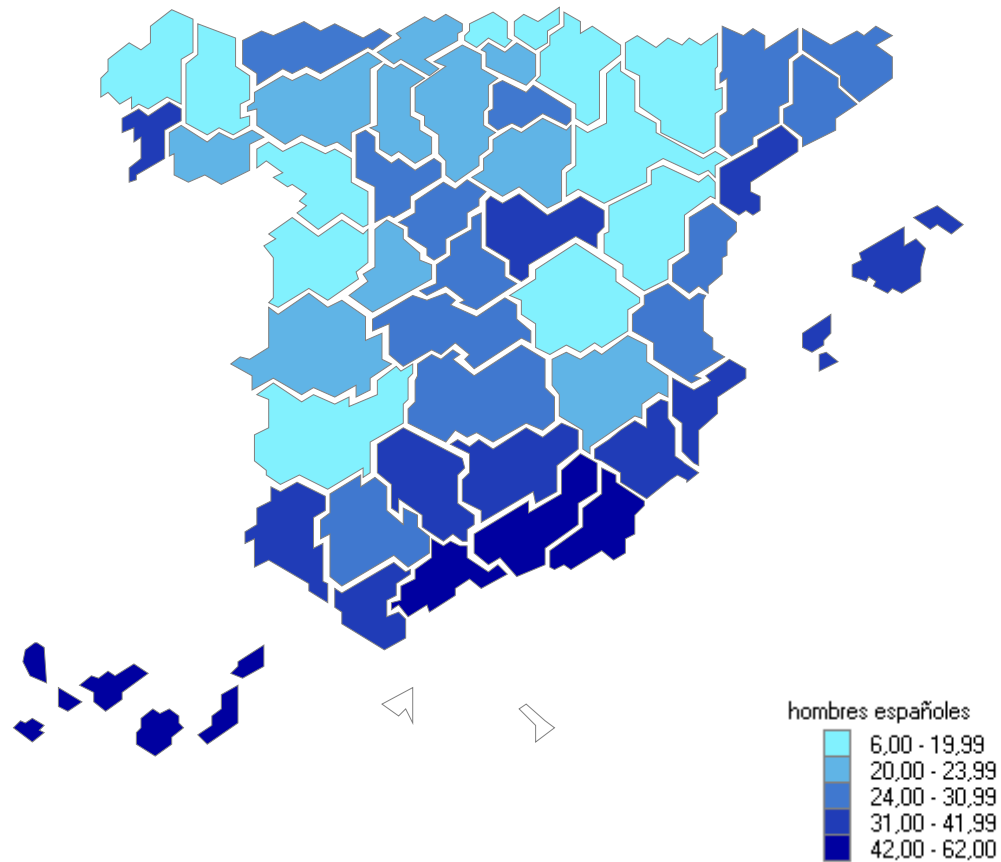 hombres españoles
6,00 - 19,99
20,00 - 23,99
24,00 - 30,99
31,00 - 41,99
42,00 - 62,00